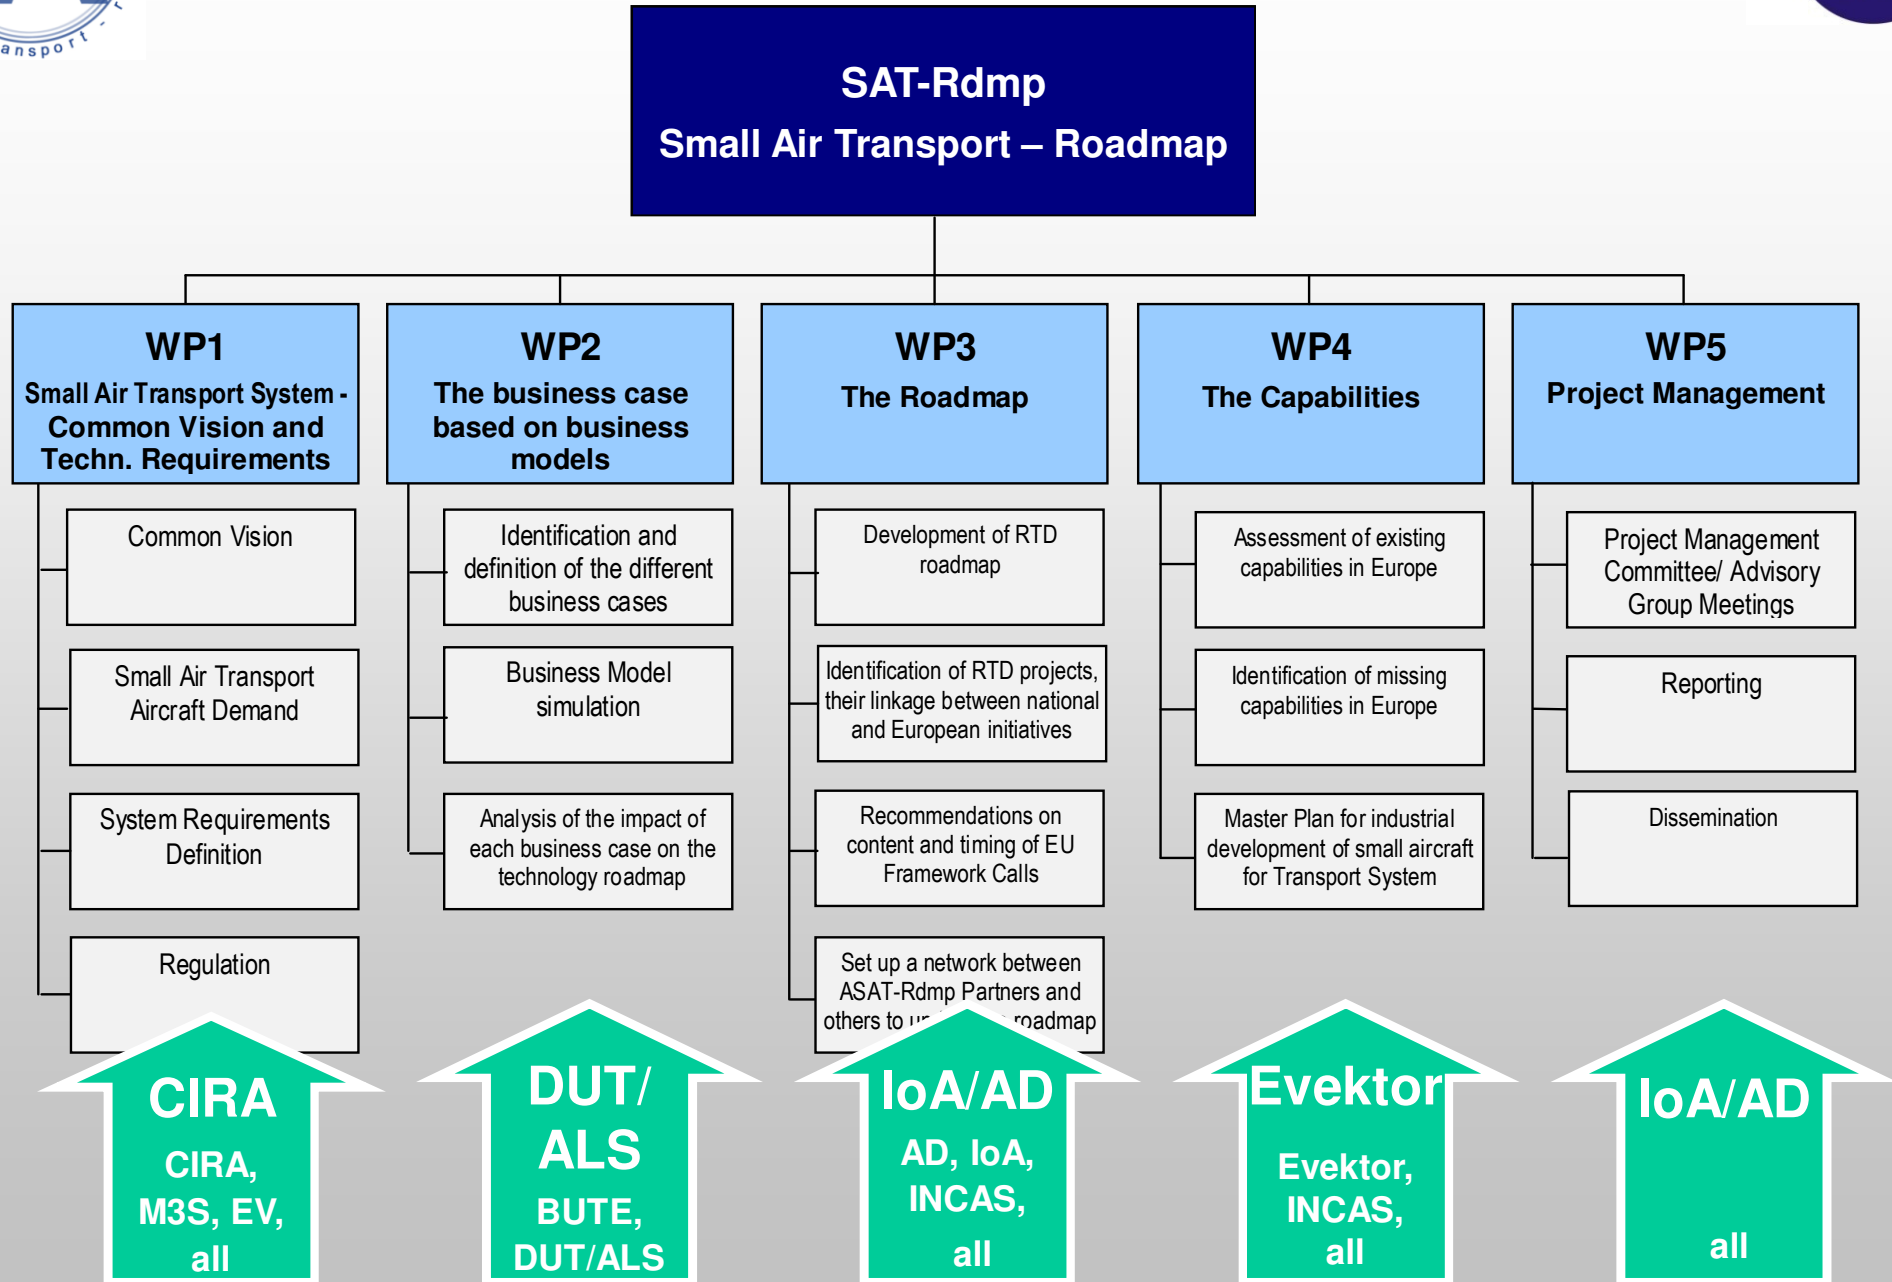 ansport - r
SAT-Rdmp
Small Air Transport – Roadmap
WP1
Small Air Transport System -
Common Vision and
Techn. Requirements
Common Vision
Small Air Transport
Aircraft Demand
System Requirements
Definition
Regulation
WP2
The business case
based on business
models
Identification and
definition of the different
business cases
Business Model
simulation
Analysis of the impact of
each business case on the
technology roadmap
WP3
The Roadmap
Development of RTD
roadmap
Identification of RTD projects,
their linkage between national
and European initiatives
Recommendations on
content and timing of EU
Framework Calls
Set up a network between
ASAT-Rdmp Partners and
others to roadmap
WP4
The Capabilities
Assessment of existing
capabilities in Europe
Identification of missing
capabilities in Europe
Master Plan for industrial
development of small aircraft
for Transport System
WP5
Project Management
Project Management
Committee/ Advisory
Group Meetings
Reporting
Dissemination
CIRA
CIRA,
M3S, EV,
all
DUT/
ALS
BUTE,
DUT/ALS
IoA/AD
AD, IoA,
INCAS,
all
Evektor
Evektor,
INCAS,
all
IoA/AD
all